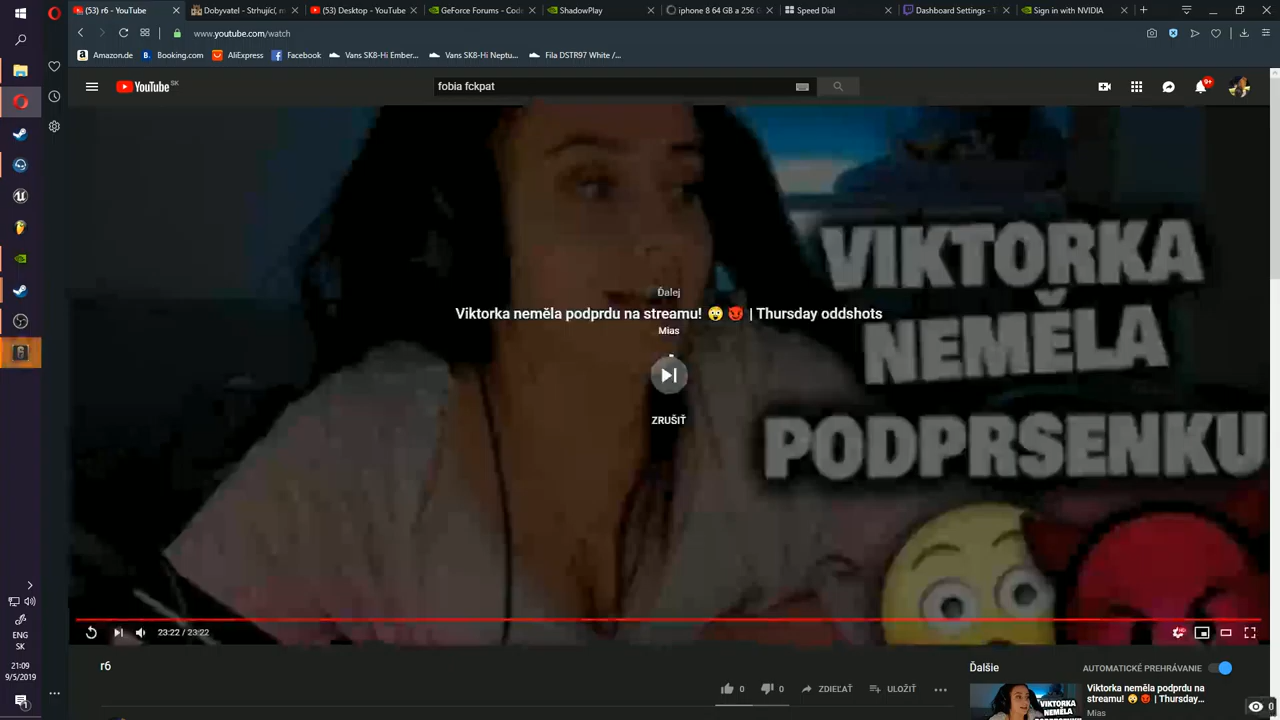 (53) r6 - YouTube
Dobyvatel - Strhující, m
(53) Desktop - YouTube
GeForce Forums - Cod
ShadowPlay
iphone 8 64 GB a 256 G
Speed Dial
Dashboard Settings - T
Sign in with NVIDIA
www.youtube.com/watch
Amazon.de
Booking.com
AliExpress
Facebook
Vans SK8-Hi Ember...
Vans SK8-Hi Neptu...
Fila DSTR97 White /...
YouTube SK
fobia fckpat
9+
VIKTORKA
NEMĚLA
PODPRSENKU
Ďalej
Viktorka neměla podprdu na streamu! 😲 😈 | Thursday oddshots
Mias
ZRUŠIŤ
23:22 / 23:22
r6
0
0
ZDIEĽAŤ
ULOŽIŤ
Ďalšie
AUTOMATICKÉ PREHRÁVANIE
VIKTORKA
NEMĚLA
Viktorka neměla podprdu na
streamu! 😲 😈 | Thursday...
Mias
0
ENG
SK
21:09
9/5/2019